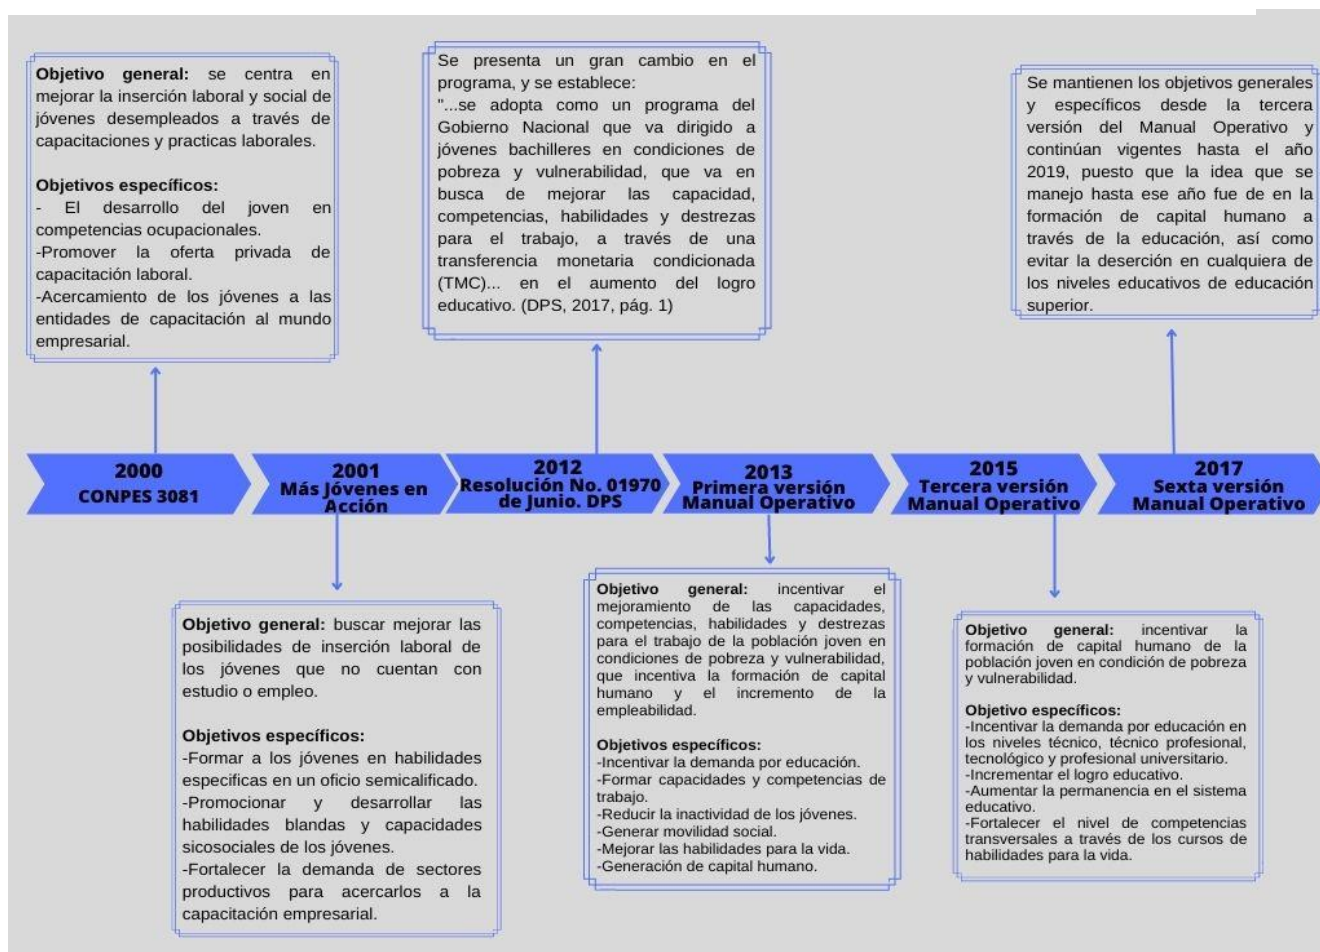 Objetivo general: se centra en
mejorar la inserción laboral y social de
jóvenes desempleados a través de
capacitaciones y practicas laborales.
Objetivos específicos:
- El desarrollo del joven en
competencias ocupacionales.
-Promover la oferta privada de
capacitación laboral.
-Acercamiento de los jóvenes a las
entidades de capacitación al mundo
empresarial.
Se presenta un gran cambio en el
programa, y se establece:
"...se adopta como un programa del
Gobierno Nacional que va dirigido a
jóvenes bachilleres en condiciones de
pobreza y vulnerabilidad, que va en
busca de mejorar las capacidad,
competencias, habilidades y destrezas
para el trabajo, a través de una
transferencia monetaria condicionada
(TMC)... en el aumento del logro
educativo. (DPS, 2017, pág. 1)
Se mantienen los objetivos generales
y específicos desde la tercera
versión del Manual Operativo y
continúan vigentes hasta el año
2019, puesto que la idea que se
manejo hasta ese año fue de en la
formación de capital humano a
través de la educación, así como
evitar la deserción en cualquiera de
los niveles educativos de educación
superior.
2000
CONPES 3081
2001
Más Jóvenes en
Acción
2012
Resolución No. 01970
de Junio. DPS
2013
Primera versión
Manual Operativo
2015
Tercera versión
Manual Operativo
2017
Sexta versión
Manual Operativo
Objetivo general: buscar mejorar las
posibilidades de inserción laboral de
los jóvenes que no cuentan con
estudio o empleo.
Objetivos específicos:
-Formar a los jóvenes en habilidades
especificas en un oficio semicalificado.
-Promocionar y desarrollar las
habilidades blandas y capacidades
sicosociales de los jóvenes.
-Fortalecer la demanda de sectores
productivos para acercarlos a la
capacitación empresarial.
Objetivo general: incentivar el
mejoramiento de las capacidades,
competencias, habilidades y destrezas
para el trabajo de la población joven en
condiciones de pobreza y vulnerabilidad,
que incentiva la formación de capital
humano y el incremento de la
empleabilidad.
Objetivos específicos:
-Incentivar la demanda por educación.
-Formar capacidades y competencias de
trabajo.
-Reducir la inactividad de los jóvenes.
-Generar movilidad social.
-Mejorar las habilidades para la vida.
-Generación de capital humano.
Objetivo general: incentivar la
formación de capital humano de la
población joven en condición de pobreza
y vulnerabilidad.
Objetivo específicos:
-Incentivar la demanda por educación en
los niveles técnico, técnico profesional,
tecnológico y profesional universitario.
-Incrementar el logro educativo.
-Aumentar la permanencia en el sistema
educativo.
-Fortalecer el nivel de competencias
transversales a través de los cursos de
habilidades para la vida.